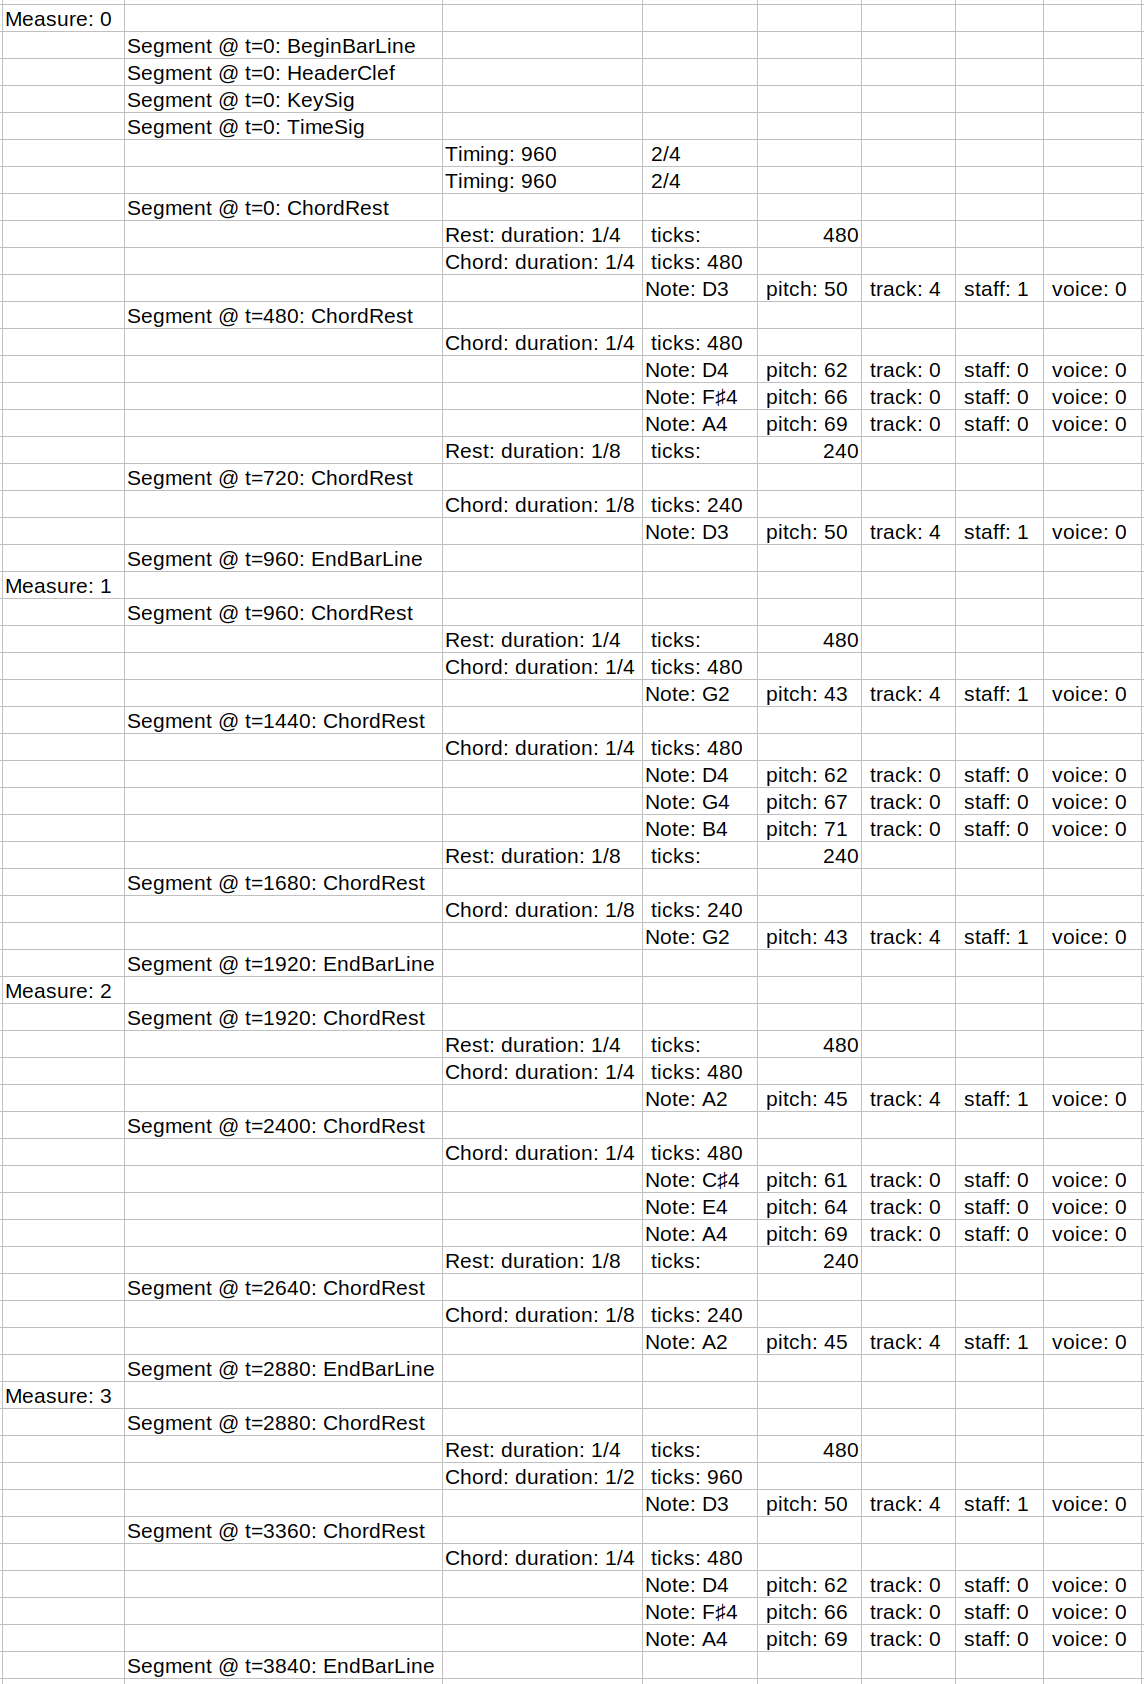 Measure: 0
Segment @ t=0: BeginBarLine
Segment @ t=0: HeaderClef
Segment @ t=0: KeySig
Segment @ t=0: TimeSig
Timing: 960 2/4
Timing: 960 2/4
Segment @ t=0: ChordRest
Rest: duration: 1/4 ticks: 480
Chord: duration: 1/4 ticks: 480
Note: D3 pitch: 50 track: 4 staff: 1 voice: 0
Segment @ t=480: ChordRest
Chord: duration: 1/4 ticks: 480
Note: D4 pitch: 62 track: 0 staff: 0 voice: 0
Note: F♯4 pitch: 66 track: 0 staff: 0 voice: 0
Note: A4 pitch: 69 track: 0 staff: 0 voice: 0
Rest: duration: 1/8 ticks: 240
Segment @ t=720: ChordRest
Chord: duration: 1/8 ticks: 240
Note: D3 pitch: 50 track: 4 staff: 1 voice: 0
Segment @ t=960: EndBarLine
Measure: 1
Segment @ t=960: ChordRest
Rest: duration: 1/4 ticks: 480
Chord: duration: 1/4 ticks: 480
Note: G2 pitch: 43 track: 4 staff: 1 voice: 0
Segment @ t=1440: ChordRest
Chord: duration: 1/4 ticks: 480
Note: D4 pitch: 62 track: 0 staff: 0 voice: 0
Note: G4 pitch: 67 track: 0 staff: 0 voice: 0
Note: B4 pitch: 71 track: 0 staff: 0 voice: 0
Rest: duration: 1/8 ticks: 240
Segment @ t=1680: ChordRest
Chord: duration: 1/8 ticks: 240
Note: G2 pitch: 43 track: 4 staff: 1 voice: 0
Segment @ t=1920: EndBarLine
Measure: 2
Segment @ t=1920: ChordRest
Rest: duration: 1/4 ticks: 480
Chord: duration: 1/4 ticks: 480
Note: A2 pitch: 45 track: 4 staff: 1 voice: 0
Segment @ t=2400: ChordRest
Chord: duration: 1/4 ticks: 480
Note: C♯4 pitch: 61 track: 0 staff: 0 voice: 0
Note: E4 pitch: 64 track: 0 staff: 0 voice: 0
Note: A4 pitch: 69 track: 0 staff: 0 voice: 0
Rest: duration: 1/8 ticks: 240
Segment @ t=2640: ChordRest
Chord: duration: 1/8 ticks: 240
Note: A2 pitch: 45 track: 4 staff: 1 voice: 0
Segment @ t=2880: EndBarLine
Measure: 3
Segment @ t=2880: ChordRest
Rest: duration: 1/4 ticks: 480
Chord: duration: 1/2 ticks: 960
Note: D3 pitch: 50 track: 4 staff: 1 voice: 0
Segment @ t=3360: ChordRest
Chord: duration: 1/4 ticks: 480
Note: D4 pitch: 62 track: 0 staff: 0 voice: 0
Note: F♯4 pitch: 66 track: 0 staff: 0 voice: 0
Note: A4 pitch: 69 track: 0 staff: 0 voice: 0
Segment @ t=3840: EndBarLine